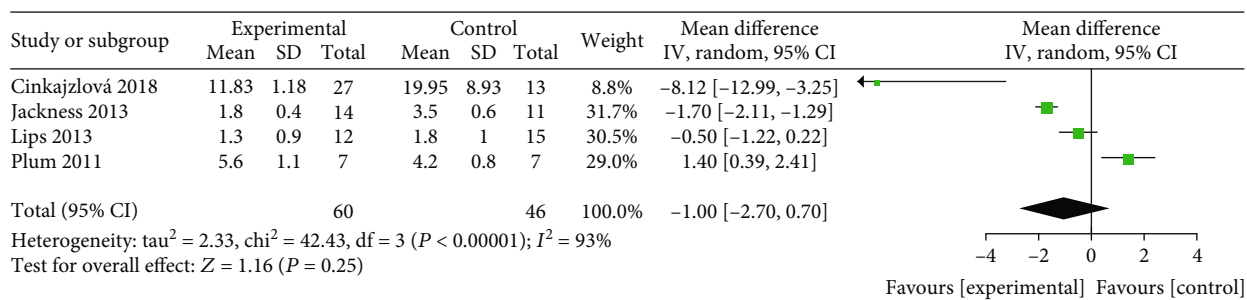 Study or subgroup Experimental Control Weight Mean difference Mean difference
Mean SD Total Mean SD Total IV, random, 95% CI IV, random, 95% CI
Cinkajzlová 2018 11.83 1.18 27 19.95 8.93 13 8.8% −8.12 [−12.99, −3.25]
Jackness 2013 1.8 0.4 14 3.5 0.6 11 31.7% −1.70 [−2.11, −1.29]
Lips 2013 1.3 0.9 12 1.8 1 15 30.5% −0.50 [−1.22, 0.22]
Plum 2011 5.6 1.1 7 4.2 0.8 7 29.0% 1.40 [0.39, 2.41]
Total (95% CI) 60 46 100.0% −1.00 [−2.70, 0.70]
Heterogeneity: tau² = 2.33, chi² = 42.43, df = 3 (P < 0.00001); I² = 93%
Test for overall effect: Z = 1.16 (P = 0.25)
−4 −2 0 2 4
Favours [experimental] Favours [control]